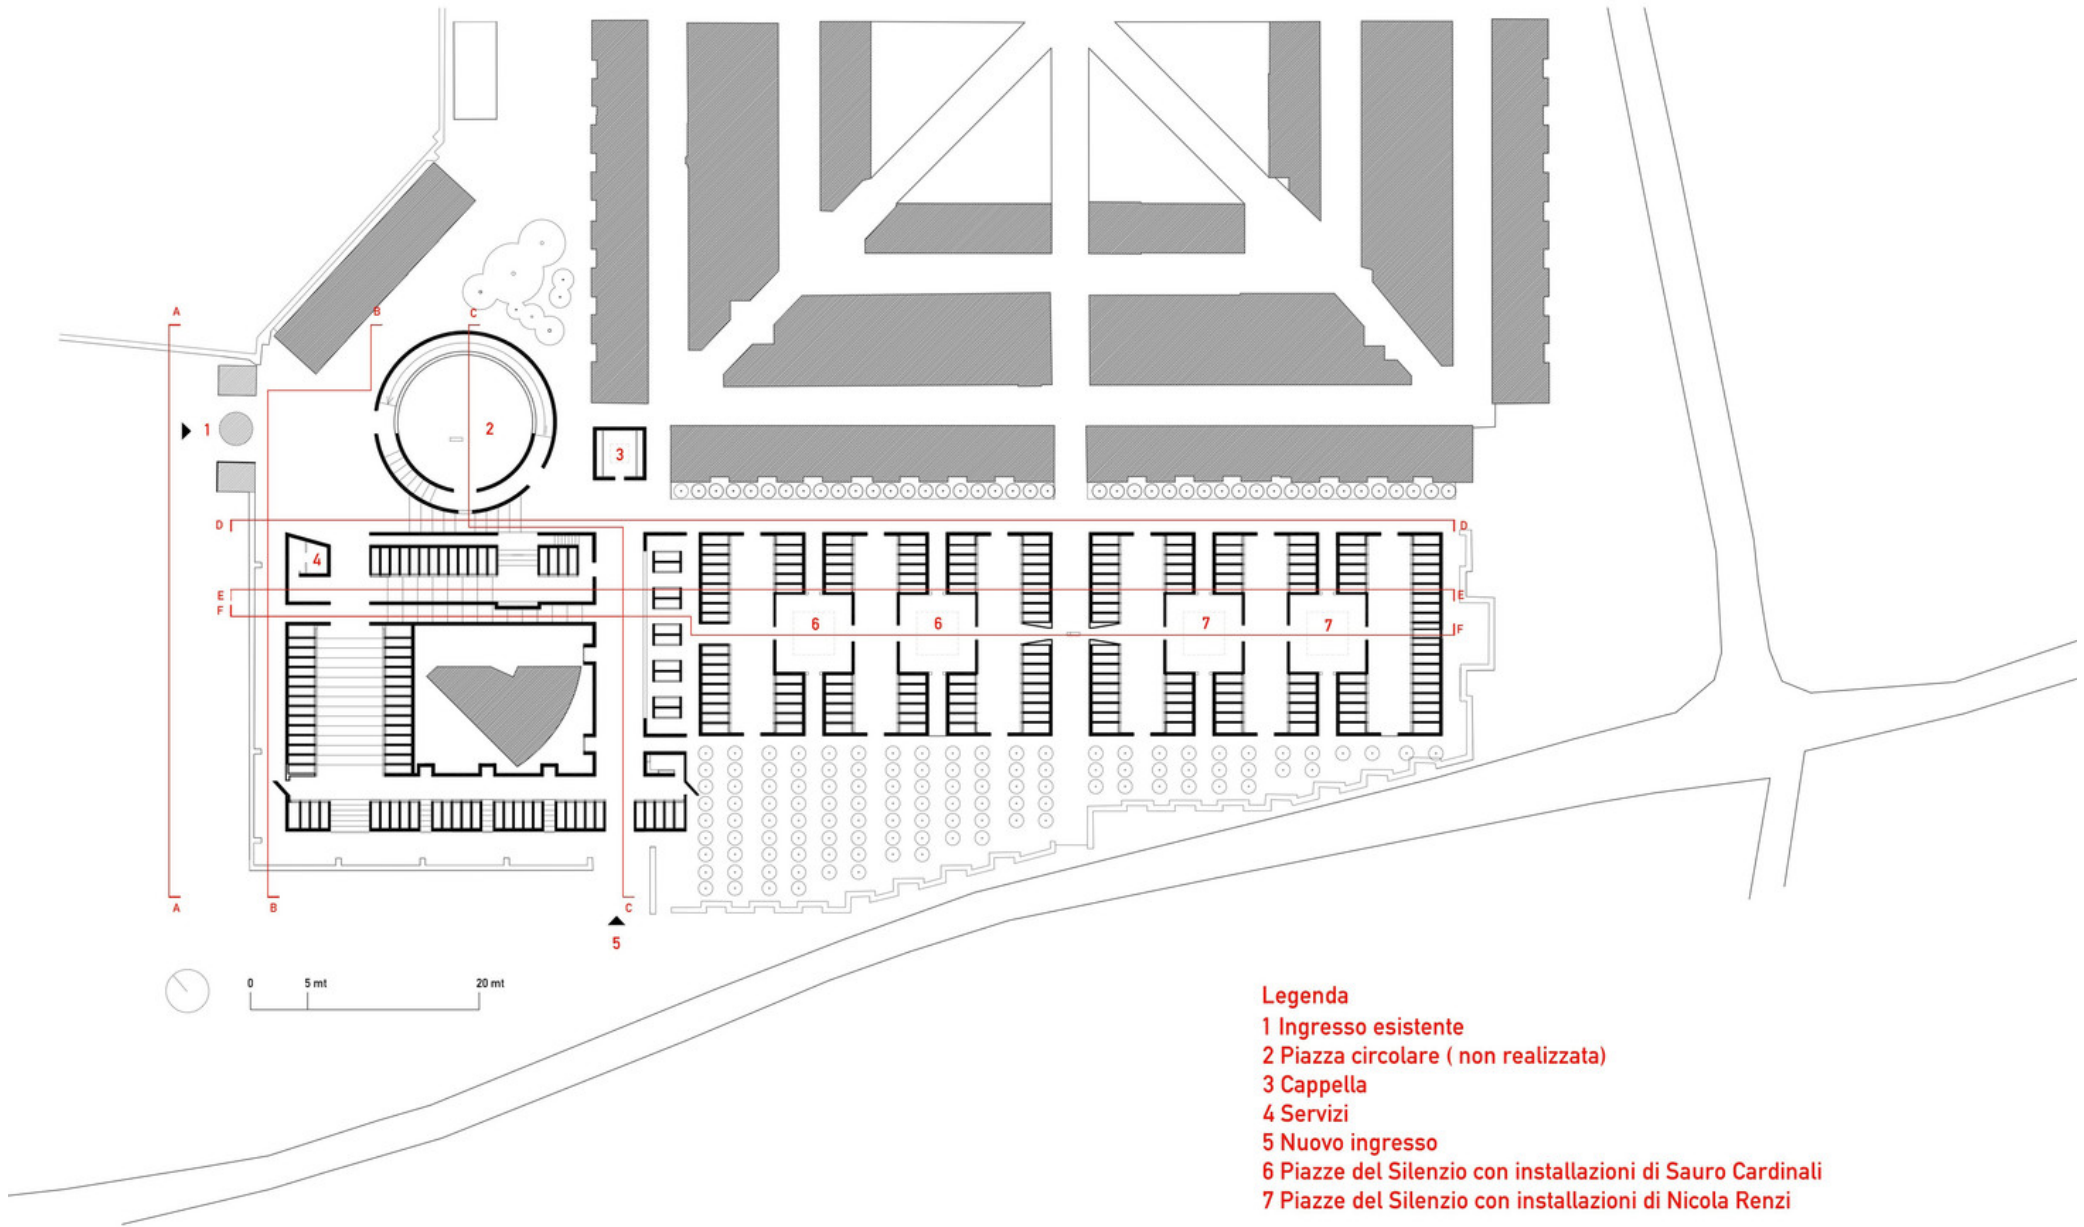 A
B
C
1
2
3
D
D
4
E
F
E
F
6
6
7
7
A
B
C
5
0 5 mt 20 mt
Legenda
1 Ingresso esistente
2 Piazza circolare ( non realizzata)
3 Cappella
4 Servizi
5 Nuovo ingresso
6 Piazze del Silenzio con installazioni di Sauro Cardinali
7 Piazze del Silenzio con installazioni di Nicola Renzi